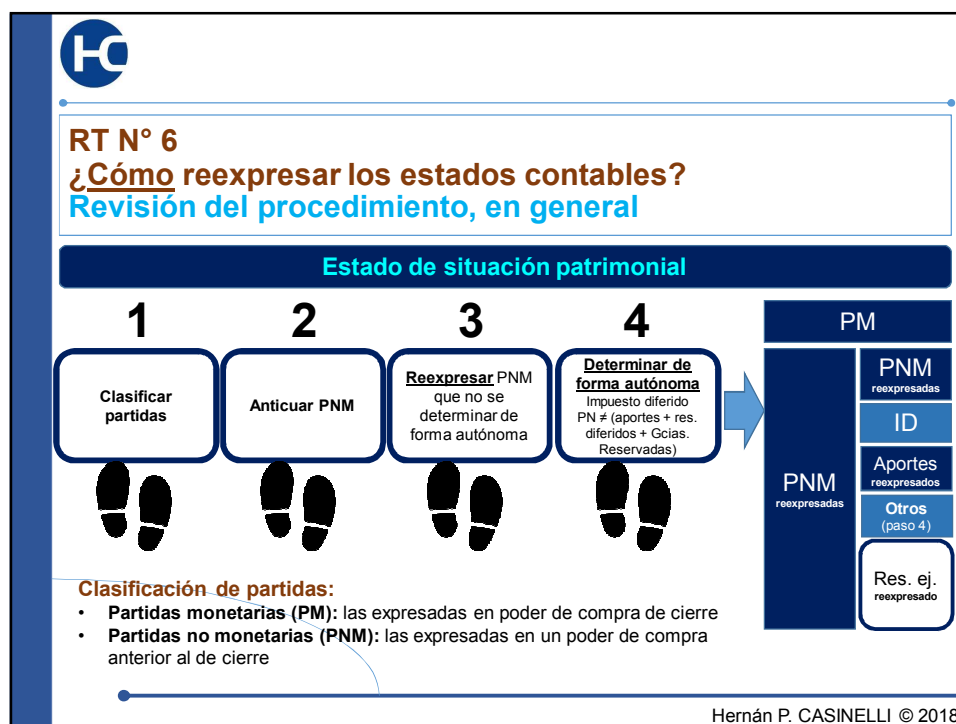 HC
RT N° 6
¿Cómo reexpresar los estados contables?
Revisión del procedimiento, en general
Estado de situación patrimonial
1
Clasificar
partidas
2
Anticuar PNM
3
Reexpresar PNM
que no se
determinar de
forma autónoma
4
Determinar de
forma autónoma
Impuesto diferido
PN ≠ (aportes + res.
diferidos + Gcias.
Reservadas)
PM
PNM
reexpresadas
PNM
reexpresadas
ID
Aportes
reexpresados
Otros
(paso 4)
Res. ej.
reexpresado
Clasificación de partidas:
• Partidas monetarias (PM): las expresadas en poder de compra de cierre
• Partidas no monetarias (PNM): las expresadas en un poder de compra
anterior al de cierre
Hernán P. CASINELLI © 2018